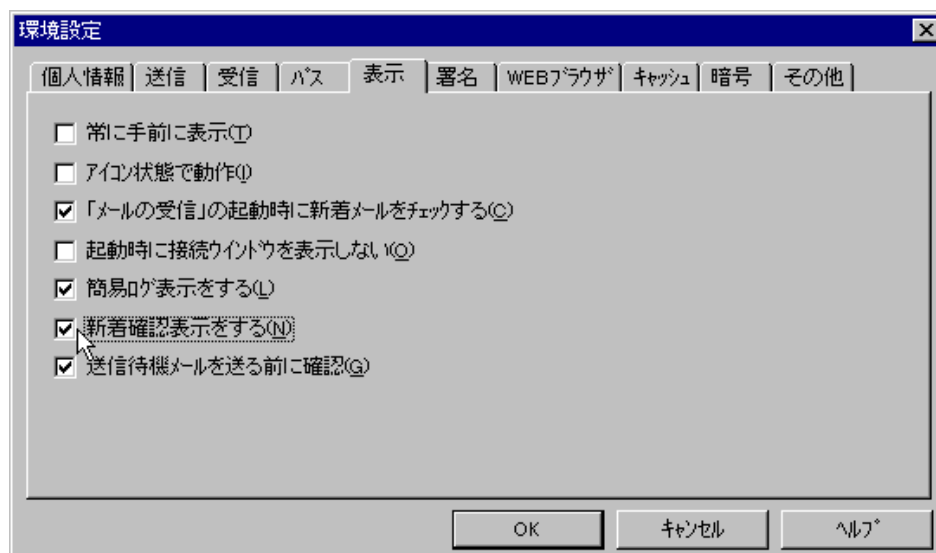 環境設定
個人情報 送信 受信 ﾊﾟｽ 表示 署名 WEBﾌﾞﾗｳｻﾞ ｷｬｯｼｭ 暗号 その他
常に手前に表示(T)
ｱｲｺﾝ状態で動作(I)
「ﾒｰﾙの受信」の起動時に新着ﾒｰﾙをﾁｪｯｸする(C)
起動時に接続ｳｲﾝﾄﾞｳを表示しない(O)
簡易ﾛｸﾞ表示をする(L)
新着確認表示をする(N)
送信待機ﾒｰﾙを送る前に確認(G)
OK ｷｬﾝｾﾙ ﾍﾙﾌﾟ